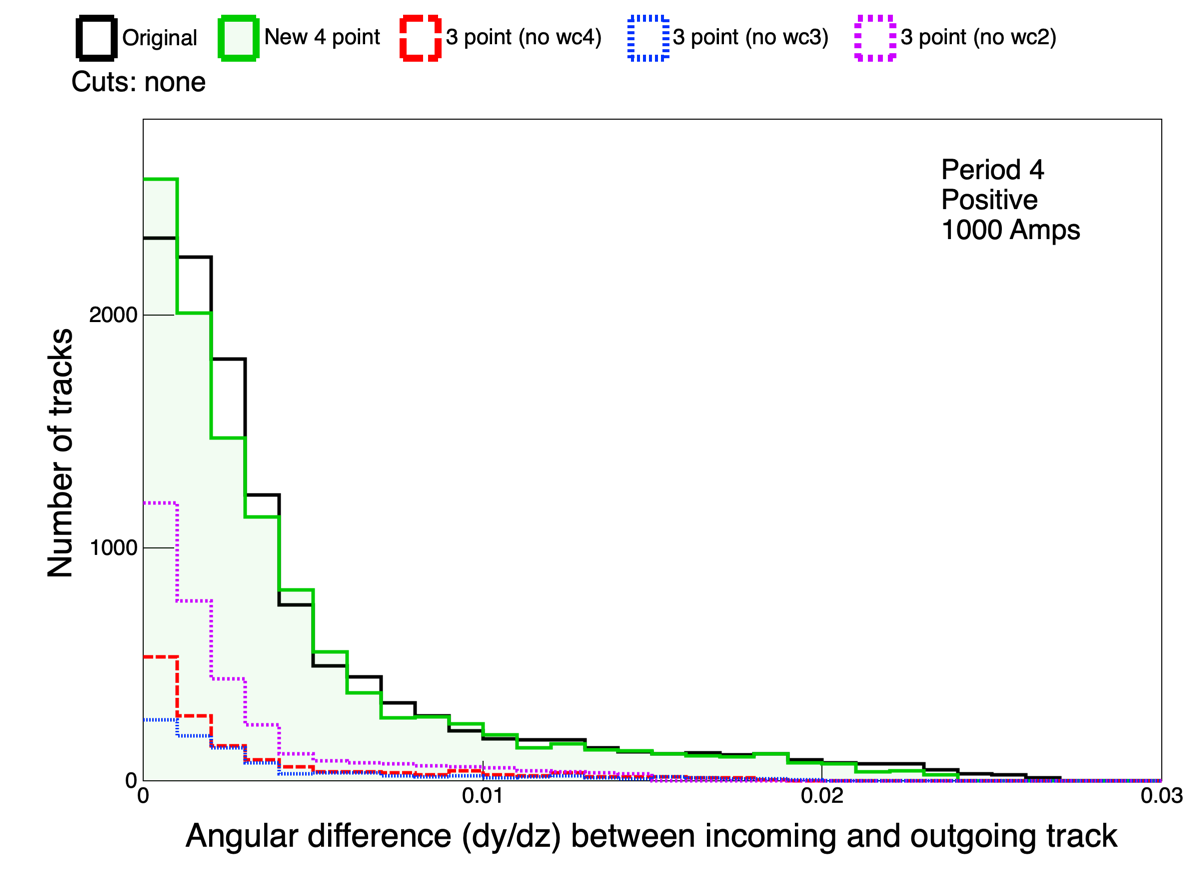 Original New 4 point 3 point (no wc4) 3 point (no wc3) 3 point (no wc2)
Cuts: none
Period 4
Positive
1000 Amps
Number of tracks
2000
1000
0
0 0.01 0.02 0.03
Angular difference (dy/dz) between incoming and outgoing track